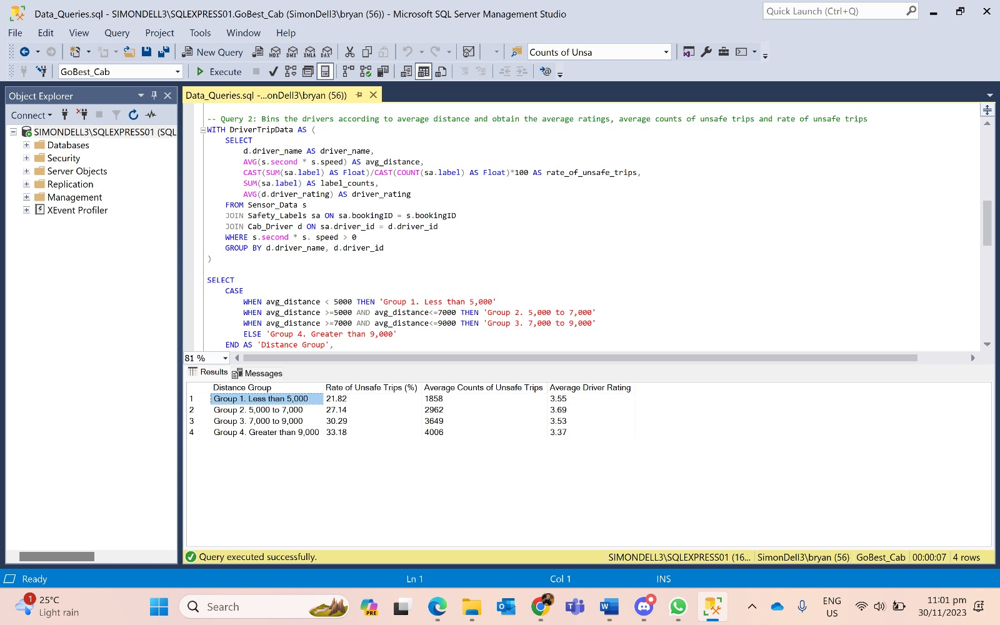 Data_Queries.sql - SIMONDELL3\SQLEXPRESS01.GoBest_Cab (SimonDell3\bryan (56)) - Microsoft SQL Server Management Studio
Quick Launch (Ctrl+Q)
File Edit View Query Project Tools Window Help
New Query MDX DMX XMLA DAX Counts of Unsa
GoBest_Cab Execute
Object Explorer
Data_Queries.sql -...onDell3\bryan (56))
Connect
SIMONDELL3\SQLEXPRESS01 (SQL
Databases
Security
Server Objects
Replication
Management
XEvent Profiler
-- Query 2: Bins the drivers according to average distance and obtain the average ratings, average counts of unsafe trips and rate of unsafe trips
WITH DriverTripData AS (
SELECT
d.driver_name AS driver_name,
AVG(s.second * s.speed) AS avg_distance,
CAST(SUM(sa.label) AS Float)/CAST(COUNT(sa.label) AS Float)*100 AS rate_of_unsafe_trips,
SUM(sa.label) AS label_counts,
AVG(d.driver_rating) AS driver_rating
FROM Sensor_Data s
JOIN Safety_Labels sa ON sa.bookingID = s.bookingID
JOIN Cab_Driver d ON sa.driver_id = d.driver_id
WHERE s.second * s. speed > 0
GROUP BY d.driver_name, d.driver_id
)
SELECT
CASE
WHEN avg_distance < 5000 THEN 'Group 1. Less than 5,000'
WHEN avg_distance >=5000 AND avg_distance<=7000 THEN 'Group 2. 5,000 to 7,000'
WHEN avg_distance >=7000 AND avg_distance<=9000 THEN 'Group 3. 7,000 to 9,000'
ELSE 'Group 4. Greater than 9,000'
END AS 'Distance Group',
81 %
Results Messages
Distance Group Rate of Unsafe Trips (%) Average Counts of Unsafe Trips Average Driver Rating
1 Group 1. Less than 5,000 21.82 1858 3.55
2 Group 2. 5,000 to 7,000 27.14 2962 3.69
3 Group 3. 7,000 to 9,000 30.29 3649 3.53
4 Group 4. Greater than 9,000 33.18 4006 3.37
Query executed successfully. SIMONDELL3\SQLEXPRESS01 (16... SimonDell3\bryan (56) GoBest_Cab 00:00:07 4 rows
Ready Ln 1 Col 1 INS
1 25°C
Light rain
Search
PRE
ENG
US
11:01 pm
30/11/2023